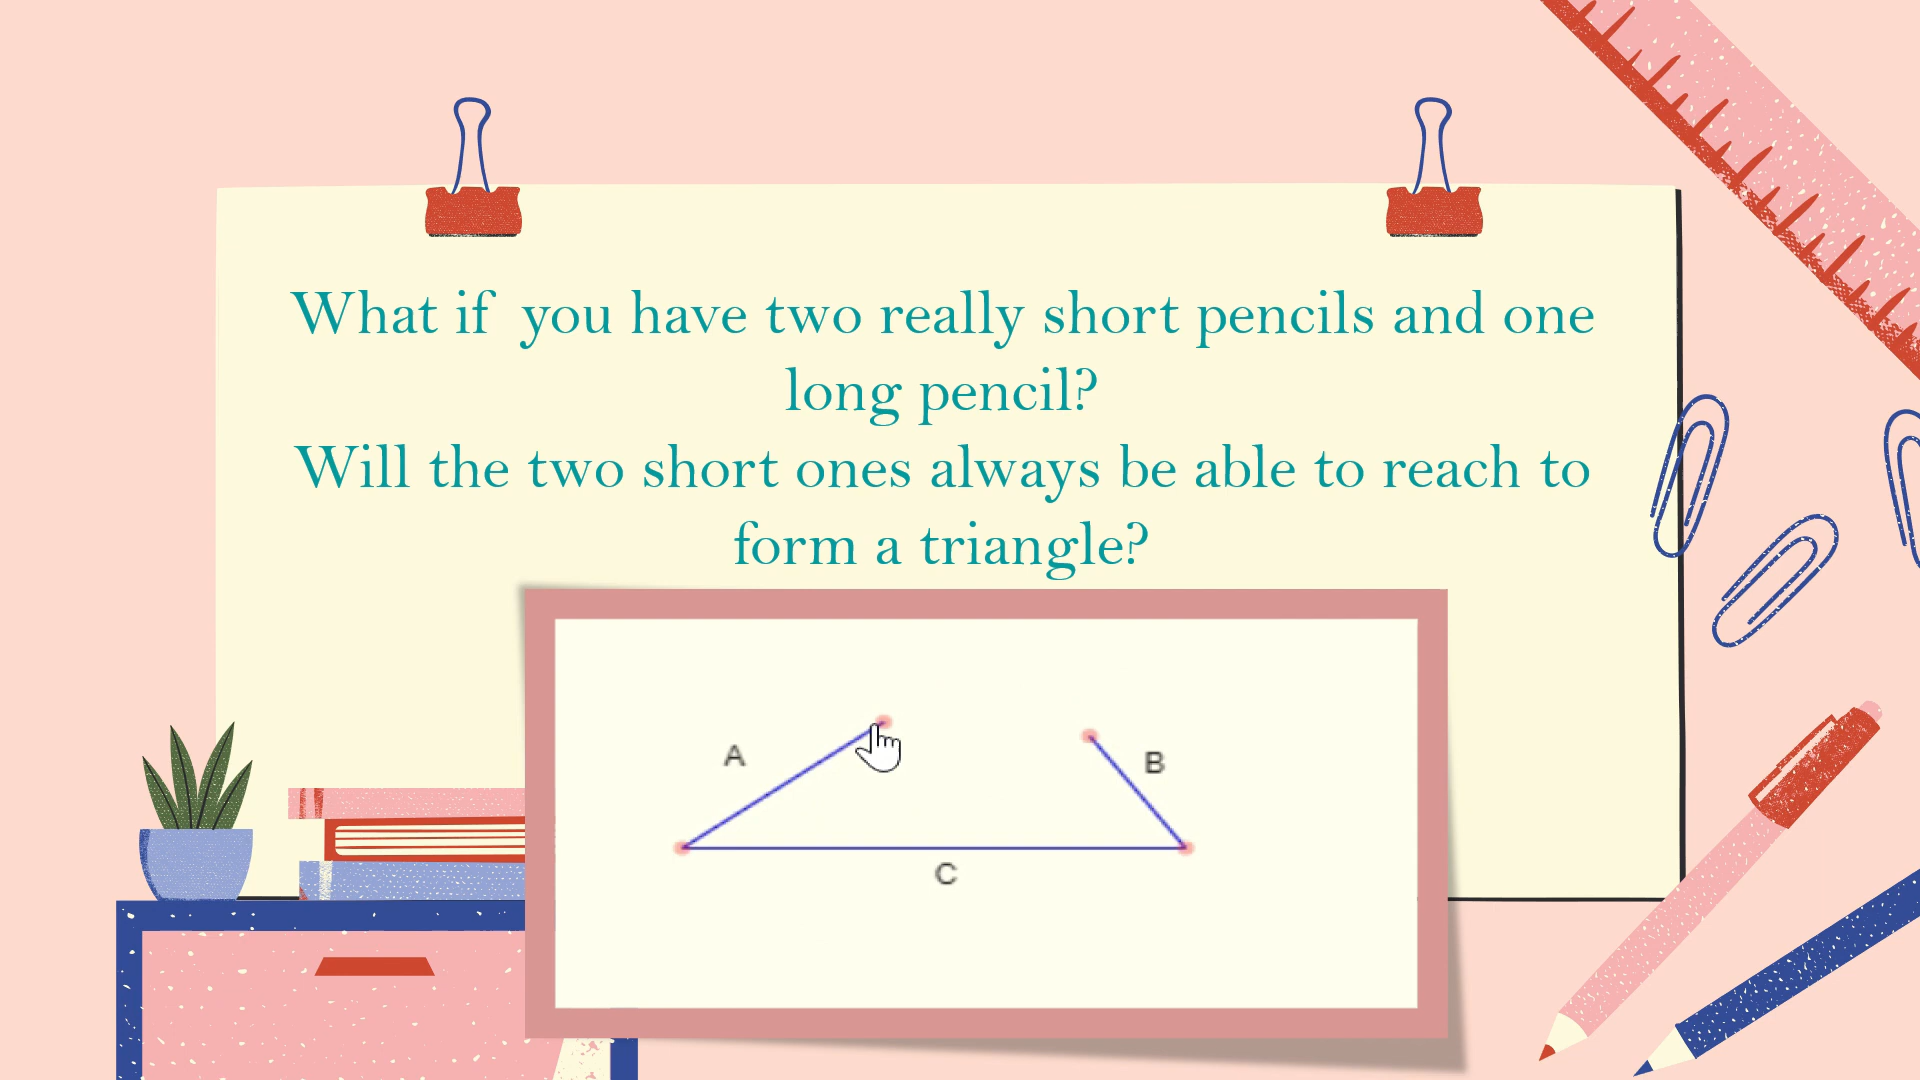 What if you have two really short pencils and one
long pencil?
Will the two short ones always be able to reach to
form a triangle?
A
B
C